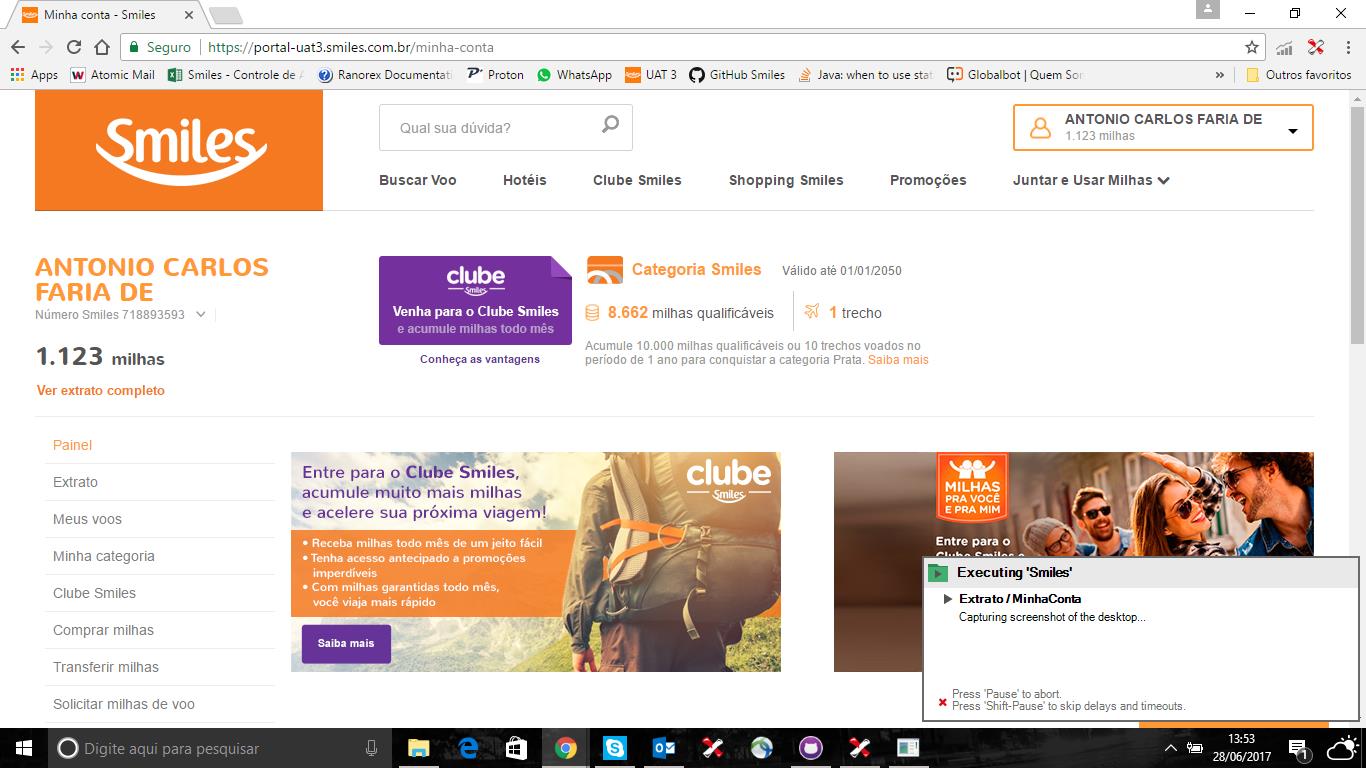 Minha conta - Smiles
Seguro
https://portal-uat3.smiles.com.br/minha-conta
Apps
Atomic Mail
Smiles - Controle de
Ranorex Documentati
Proton
WhatsApp
UAT 3
GitHub Smiles
Java: when to use stat
Globalbot | Quem Som
»
Outros favoritos
Smiles
Qual sua dúvida?
ANTONIO CARLOS FARIA DE
1.123 milhas
Buscar Voo
Hotéis
Clube Smiles
Shopping Smiles
Promoções
Juntar e Usar Milhas
ANTONIO CARLOS
FARIA DE
Número Smiles 718893593
1.123 milhas
Ver extrato completo
clube
Smiles
Venha para o Clube Smiles
e acumule milhas todo mês
Conheça as vantagens
Categoria Smiles
Válido até 01/01/2050
8.662 milhas qualificáveis
1 trecho
Acumule 10.000 milhas qualificáveis ou 10 trechos voados no
período de 1 ano para conquistar a categoria Prata. Saiba mais
Painel
Extrato
Meus voos
Minha categoria
Clube Smiles
Comprar milhas
Transferir milhas
Solicitar milhas de voo
Entre para o Clube Smiles,
acumule muito mais milhas
e acelere sua próxima viagem!
• Receba milhas todo mês de um jeito fácil
• Tenha acesso antecipado a promoções
imperdíveis
• Com milhas garantidas todo mês,
você viaja mais rápido
Saiba mais
clube
Smiles
MILHAS
PRA VOCÊ
E PRA MIM
Entre para o
Clube Smiles e
Executing 'Smiles'
Extrato / MinhaConta
Capturing screenshot of the desktop...
Press 'Pause' to abort.
Press 'Shift-Pause' to skip delays and timeouts.
Digite aqui para pesquisar
13:53
28/06/2017
1